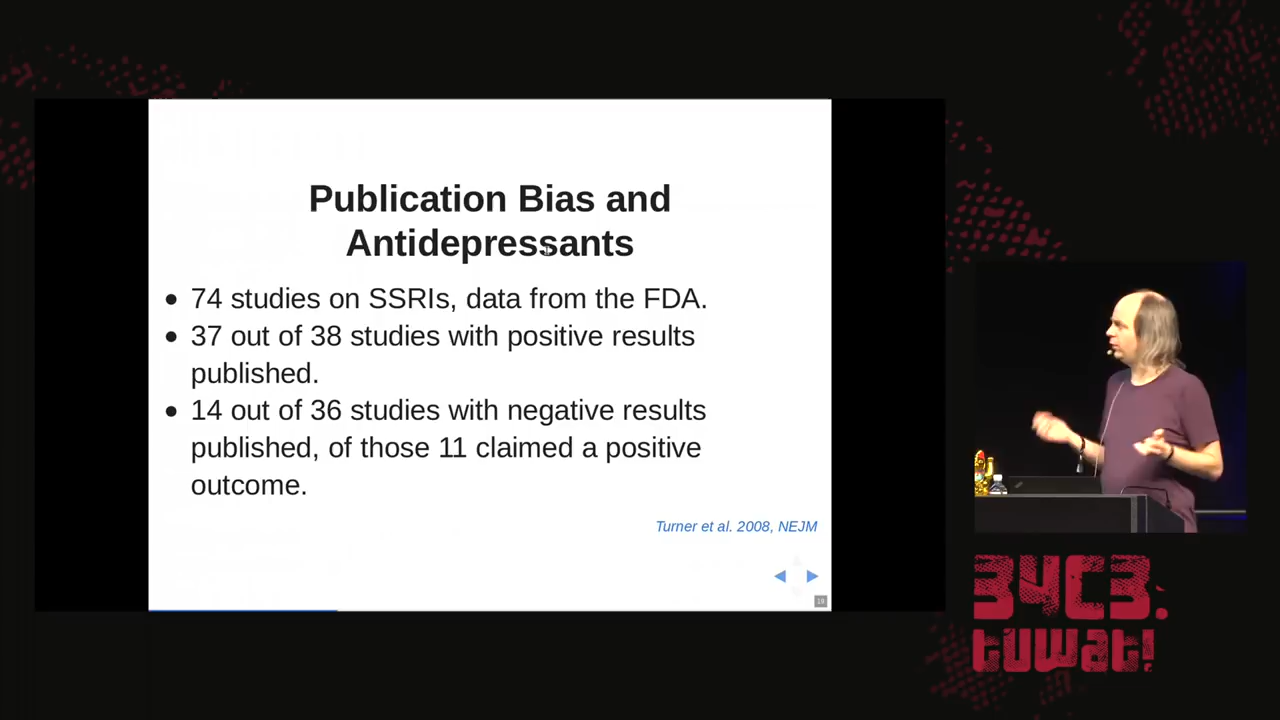 Publication Bias and
Antidepressants
74 studies on SSRIs, data from the FDA.
37 out of 38 studies with positive results
published.
14 out of 36 studies with negative results
published, of those 11 claimed a positive
outcome.
Turner et al. 2008, NEJM
19
34C3.
tuwat!